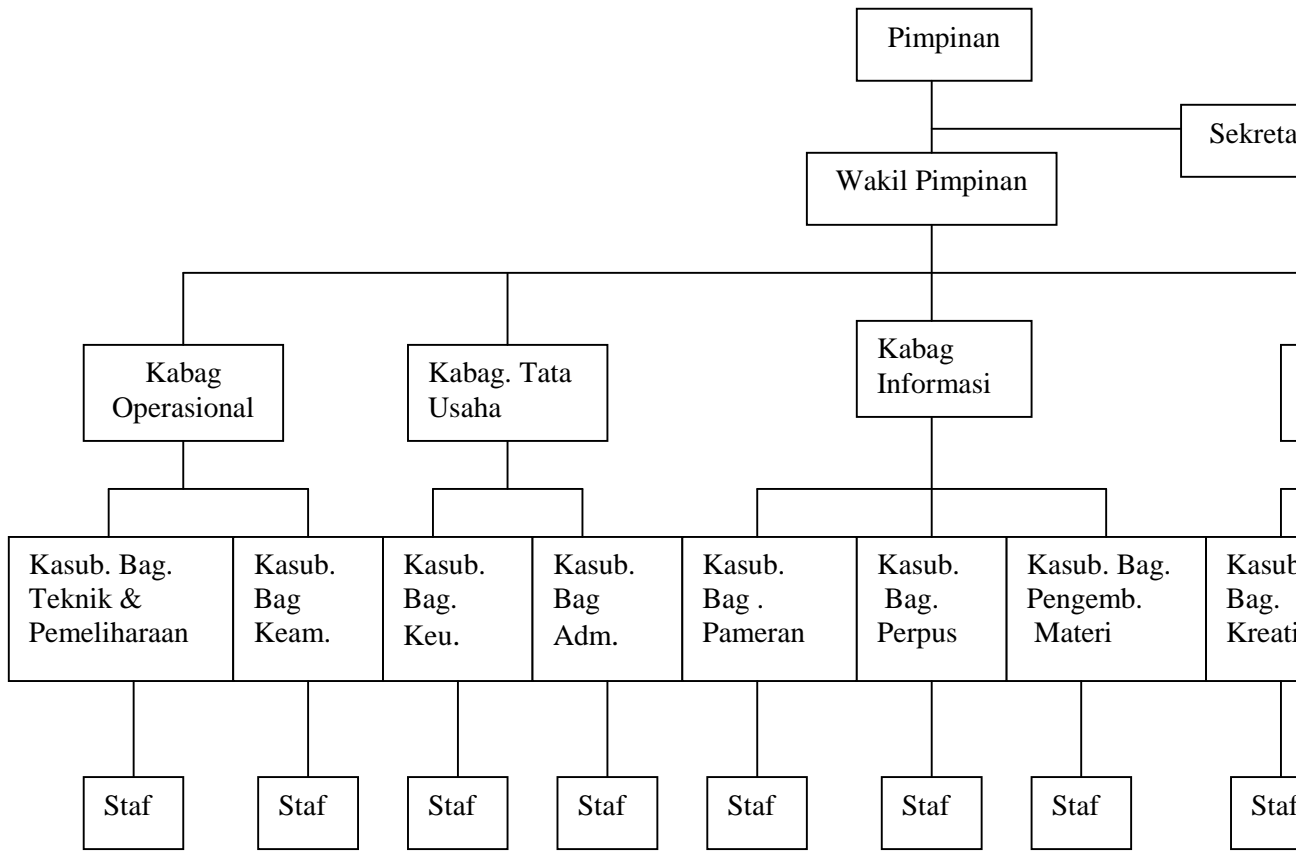 Pimpinan
Wakil Pimpinan
Kabag
Operasional
Kabag. Tata
Usaha
Kabag
Informasi
Kasub. Bag.
Teknik &
Pemeliharaan
Kasub.
Bag
Keam.
Kasub.
Bag.
Keu.
Kasub.
Bag
Adm.
Kasub.
Bag .
Pameran
Kasub.
Bag.
Perpus
Kasub. Bag.
Pengemb.
Materi
Bag.
Staf
Staf
Staf
Staf
Staf
Staf
Staf
Staf